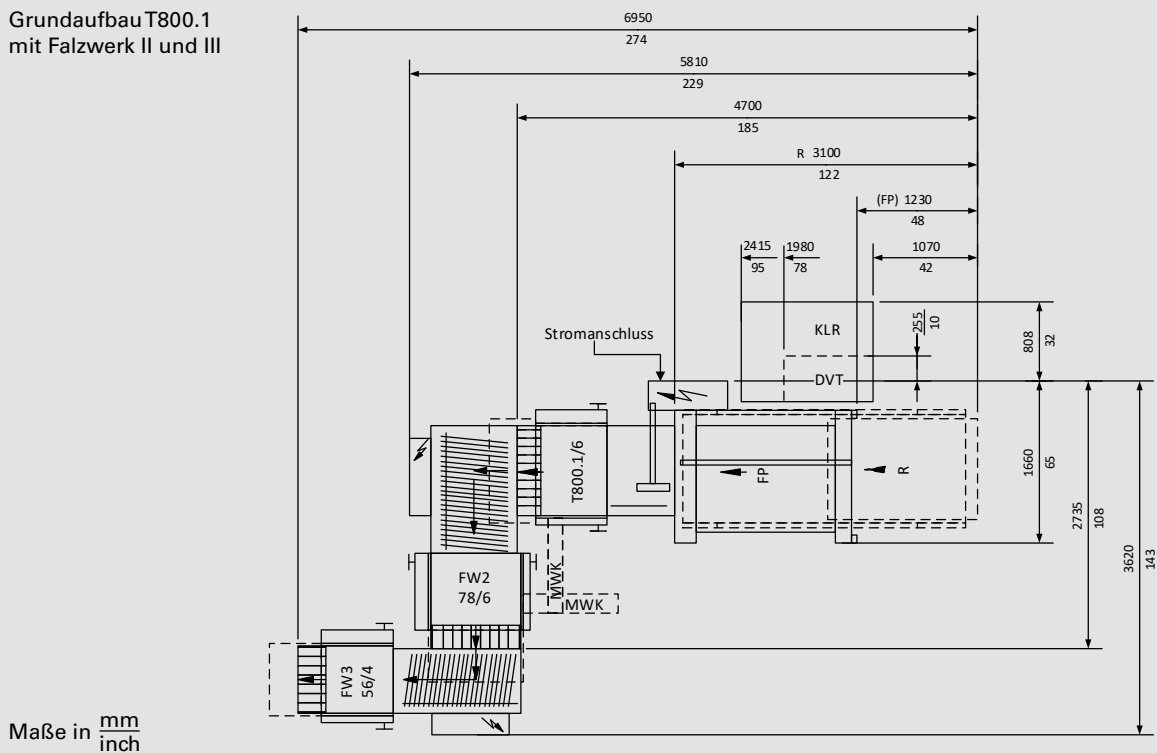 Grundaufbau T800.1
mit Falzwerk II und III
6950
274
5810
229
4700
185
R 3100
122
(FP) 1230
48
2415
95
1980
78
1070
42
KLR
255
10
808
32
Stromanschluss
DVT
T800.1/6
FP
R
1660
65
2735
108
3620
143
FW2
78/6
MWK
MWK
FW3
56/4
Maße in mm
inch